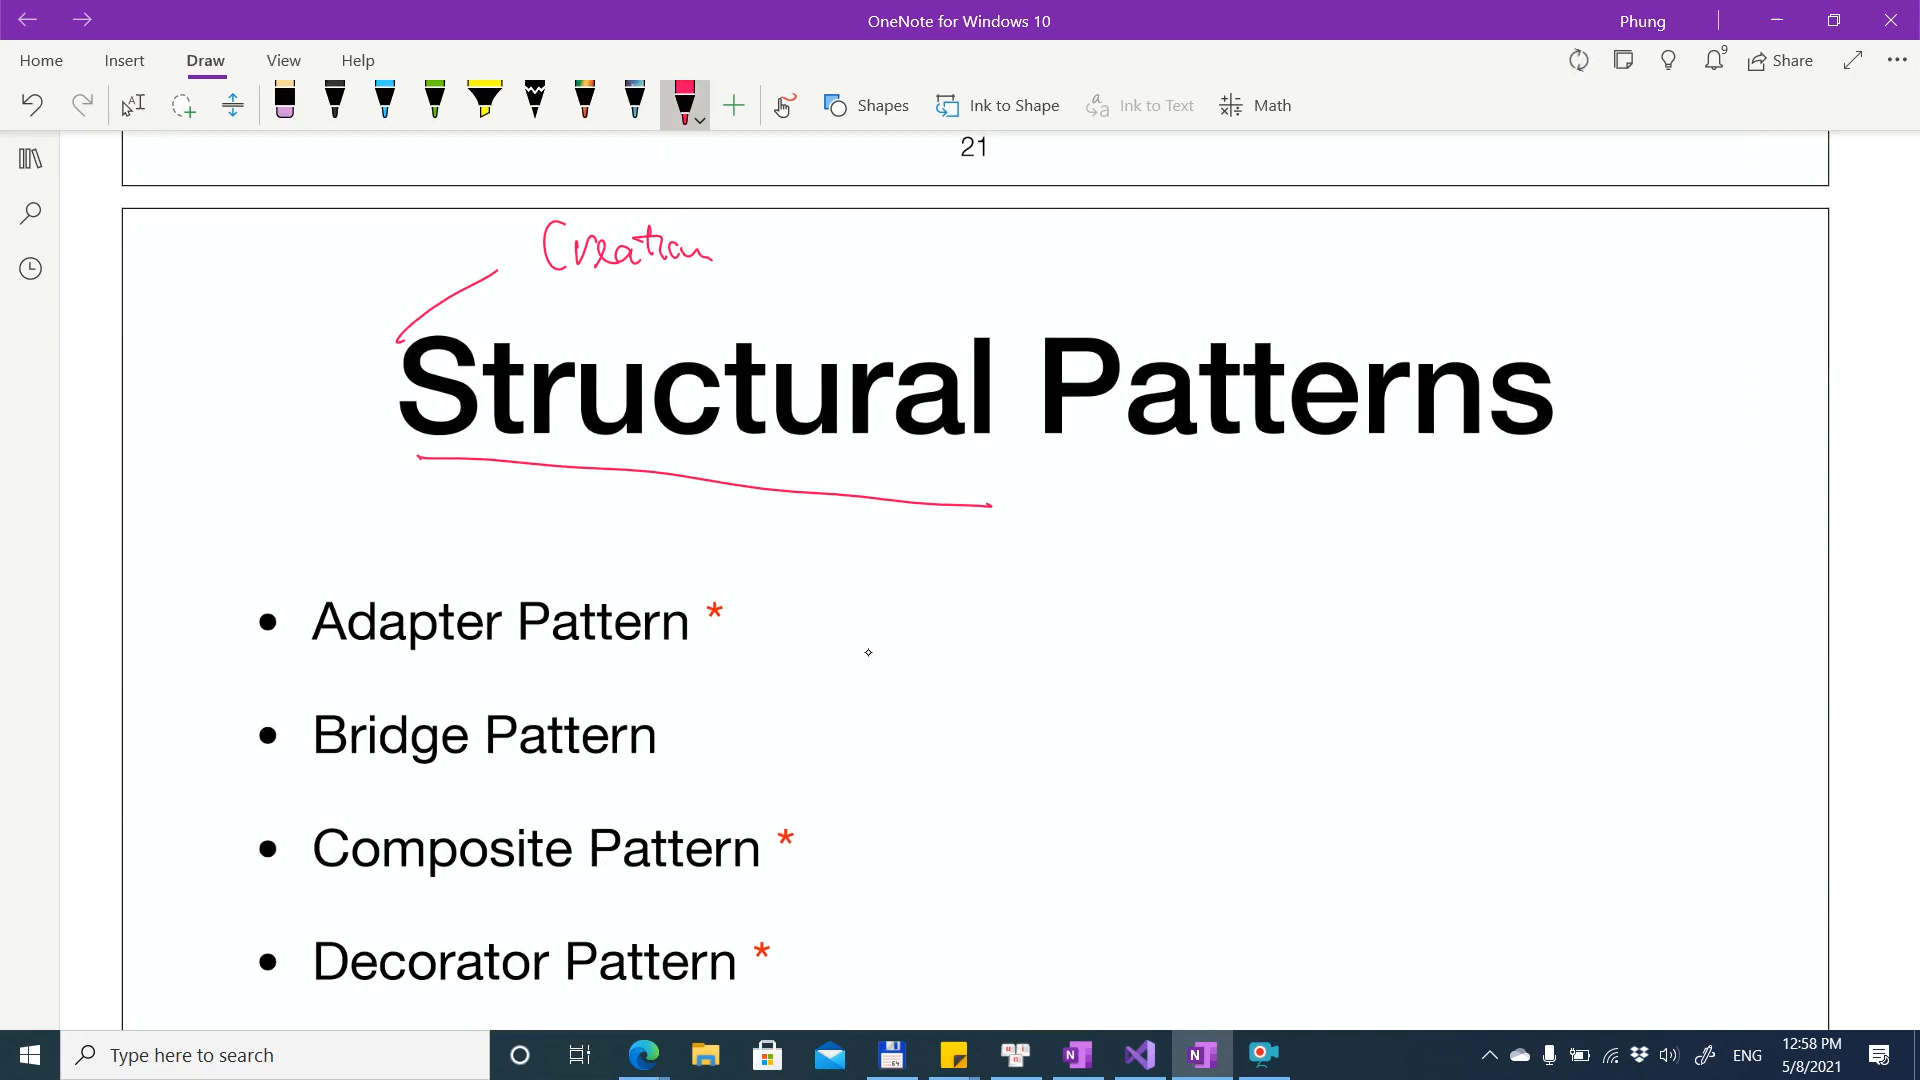 OneNote for Windows 10
Phung
Home Insert Draw View Help
9
Share
Shapes
Ink to Shape
Ink to Text
Math
21
Creation
Structural Patterns
• Adapter Pattern *
• Bridge Pattern
• Composite Pattern *
• Decorator Pattern *
Type here to search
ENG
12:58 PM
5/8/2021